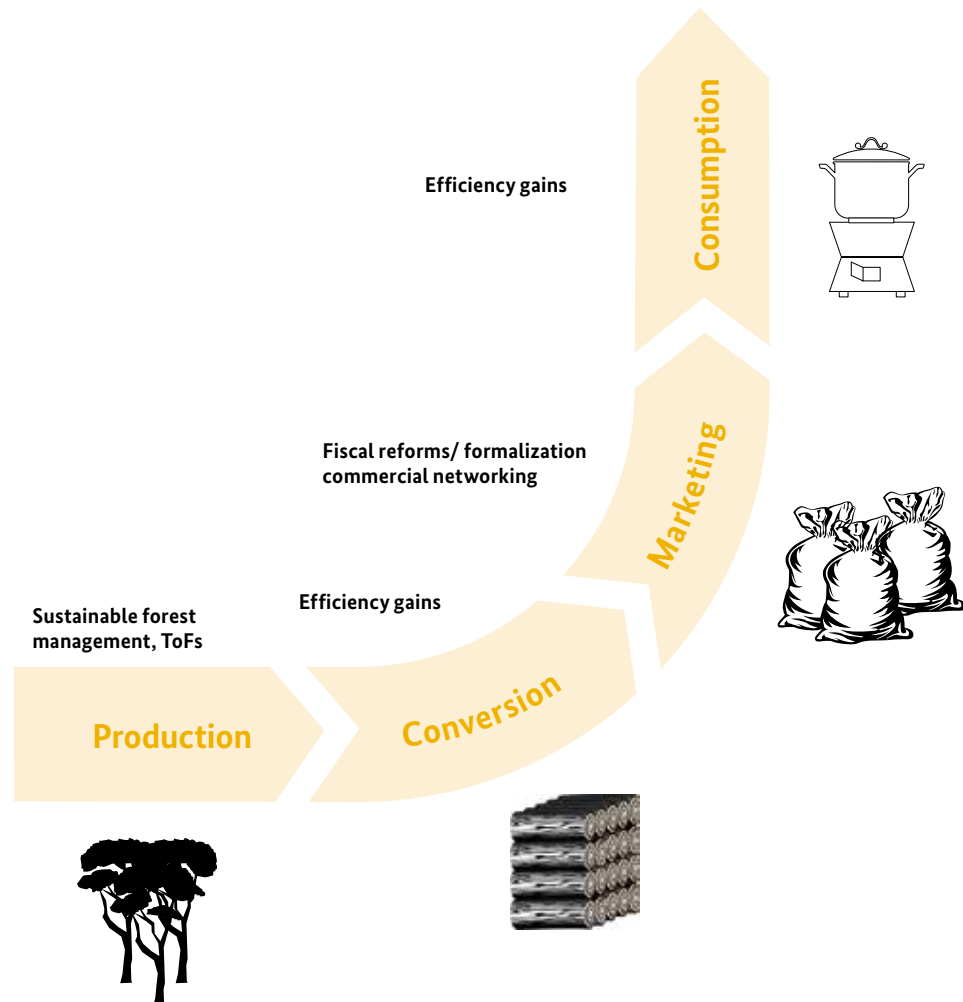 Consumption
Efficiency gains
Marketing
Fiscal reforms/ formalization
commercial networking
Conversion
Efficiency gains
Sustainable forest
management, ToFs
Production